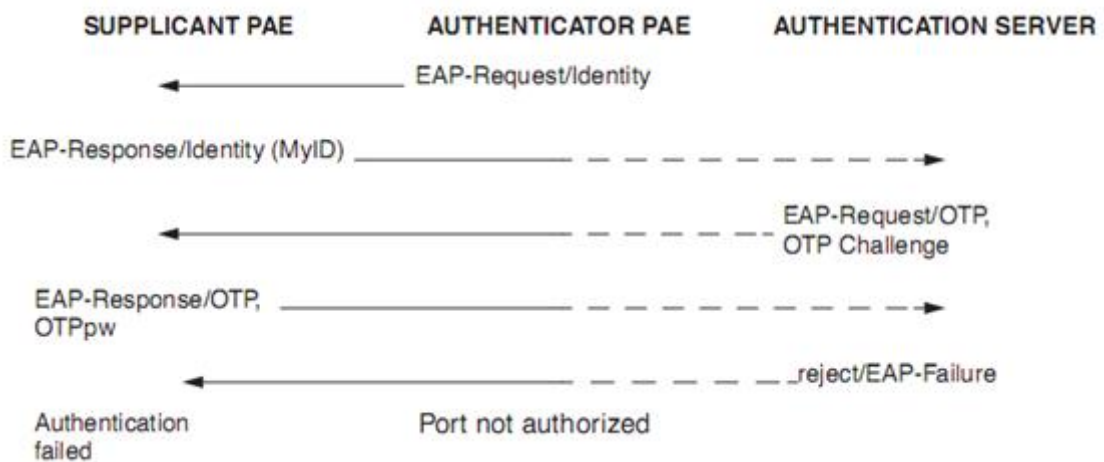 SUPPLICANT PAE AUTHENTICATOR PAE AUTHENTICATION SERVER
EAP-Request/Identity
EAP-Response/Identity (MyID)
EAP-Request/OTP,
OTP Challenge
EAP-Response/OTP,
OTPpw
reject/EAP-Failure
Authentication
failed
Port not authorized